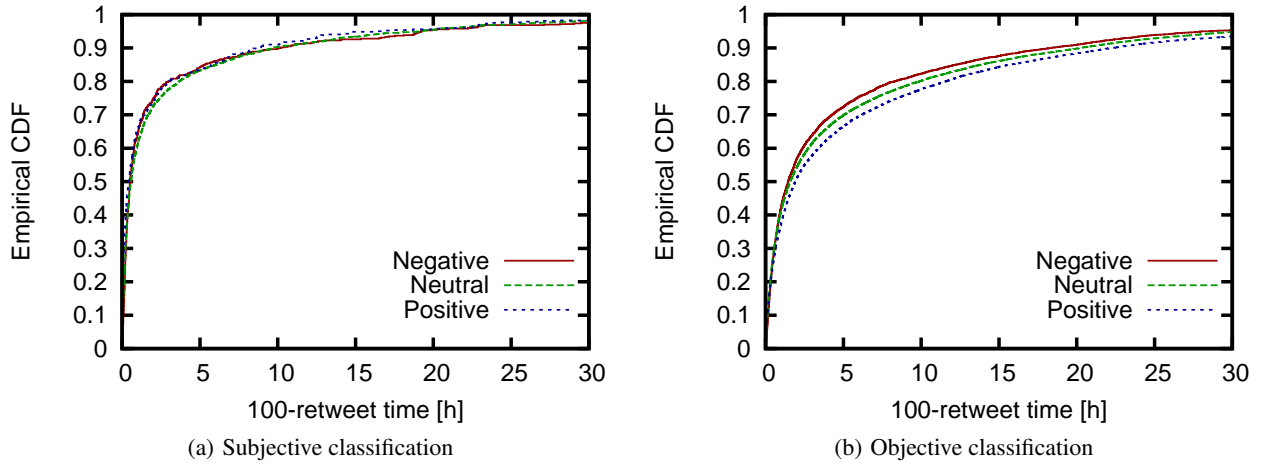 1
0.9
0.8
0.7
0.6
0.5
0.4
0.3
0.2
0.1
0
Empirical CDF
Negative
Neutral
Positive
0 5 10 15 20 25 30
100-retweet time [h]
(a) Subjective classification
1
0.9
0.8
0.7
0.6
0.5
0.4
0.3
0.2
0.1
0
Empirical CDF
Negative
Neutral
Positive
0 5 10 15 20 25 30
100-retweet time [h]
(b) Objective classification